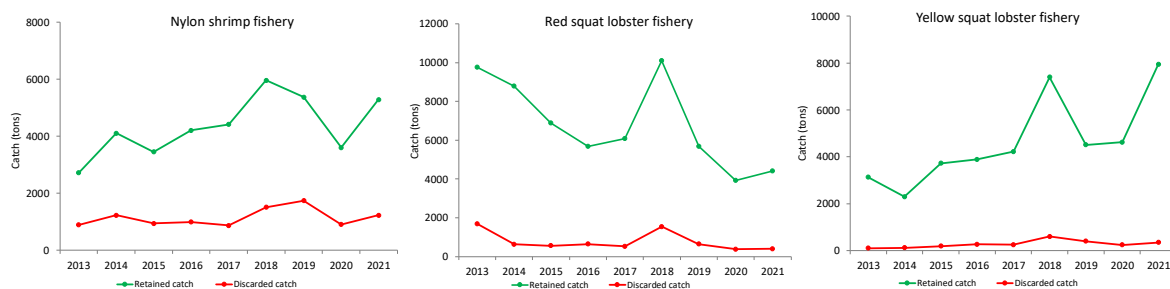 Nylon shrimp fishery
8000
6000
4000
2000
0
Catch (tons)
2013 2014 2015 2016 2017 2018 2019 2020 2021
Retained catch Discarded catch
Red squat lobster fishery
12000
10000
8000
6000
4000
2000
0
Catch (tons)
2013 2014 2015 2016 2017 2018 2019 2020 2021
Retained catch Discarded catch
Yellow squat lobster fishery
10000
8000
6000
4000
2000
0
Catch (tons)
2013 2014 2015 2016 2017 2018 2019 2020 2021
Retained catch Discarded catch